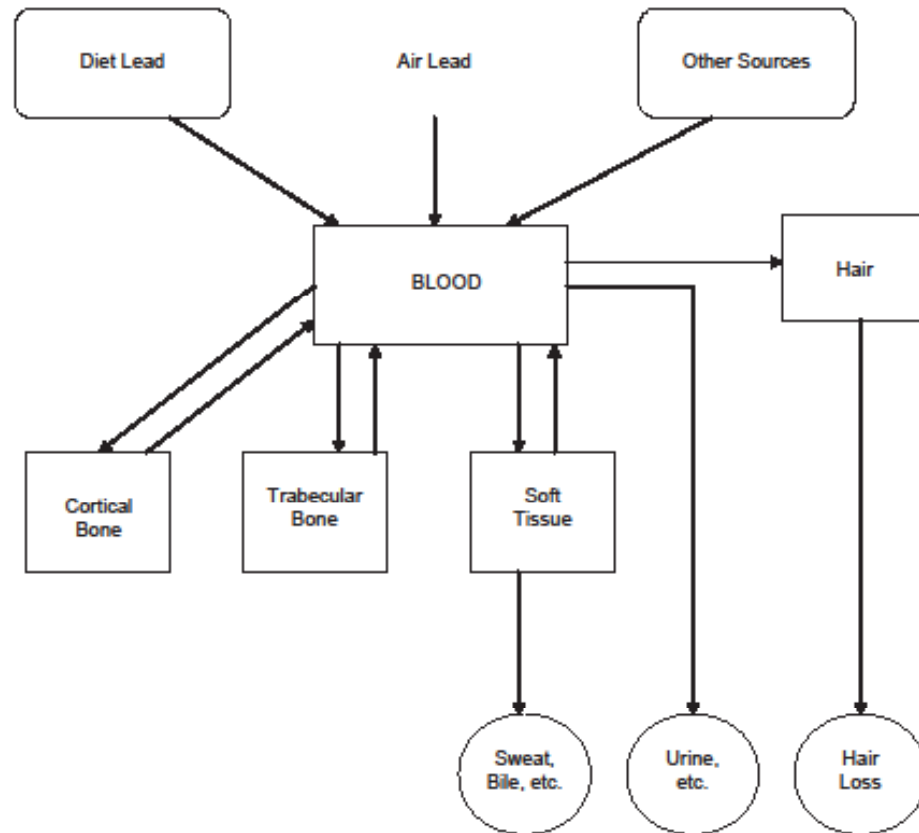 Diet Lead
Air Lead
Other Sources
BLOOD
Hair
Cortical
Bone
Trabecular
Bone
Soft
Tissue
Sweat,
Bile, etc.
Urine,
etc.
Hair
Loss